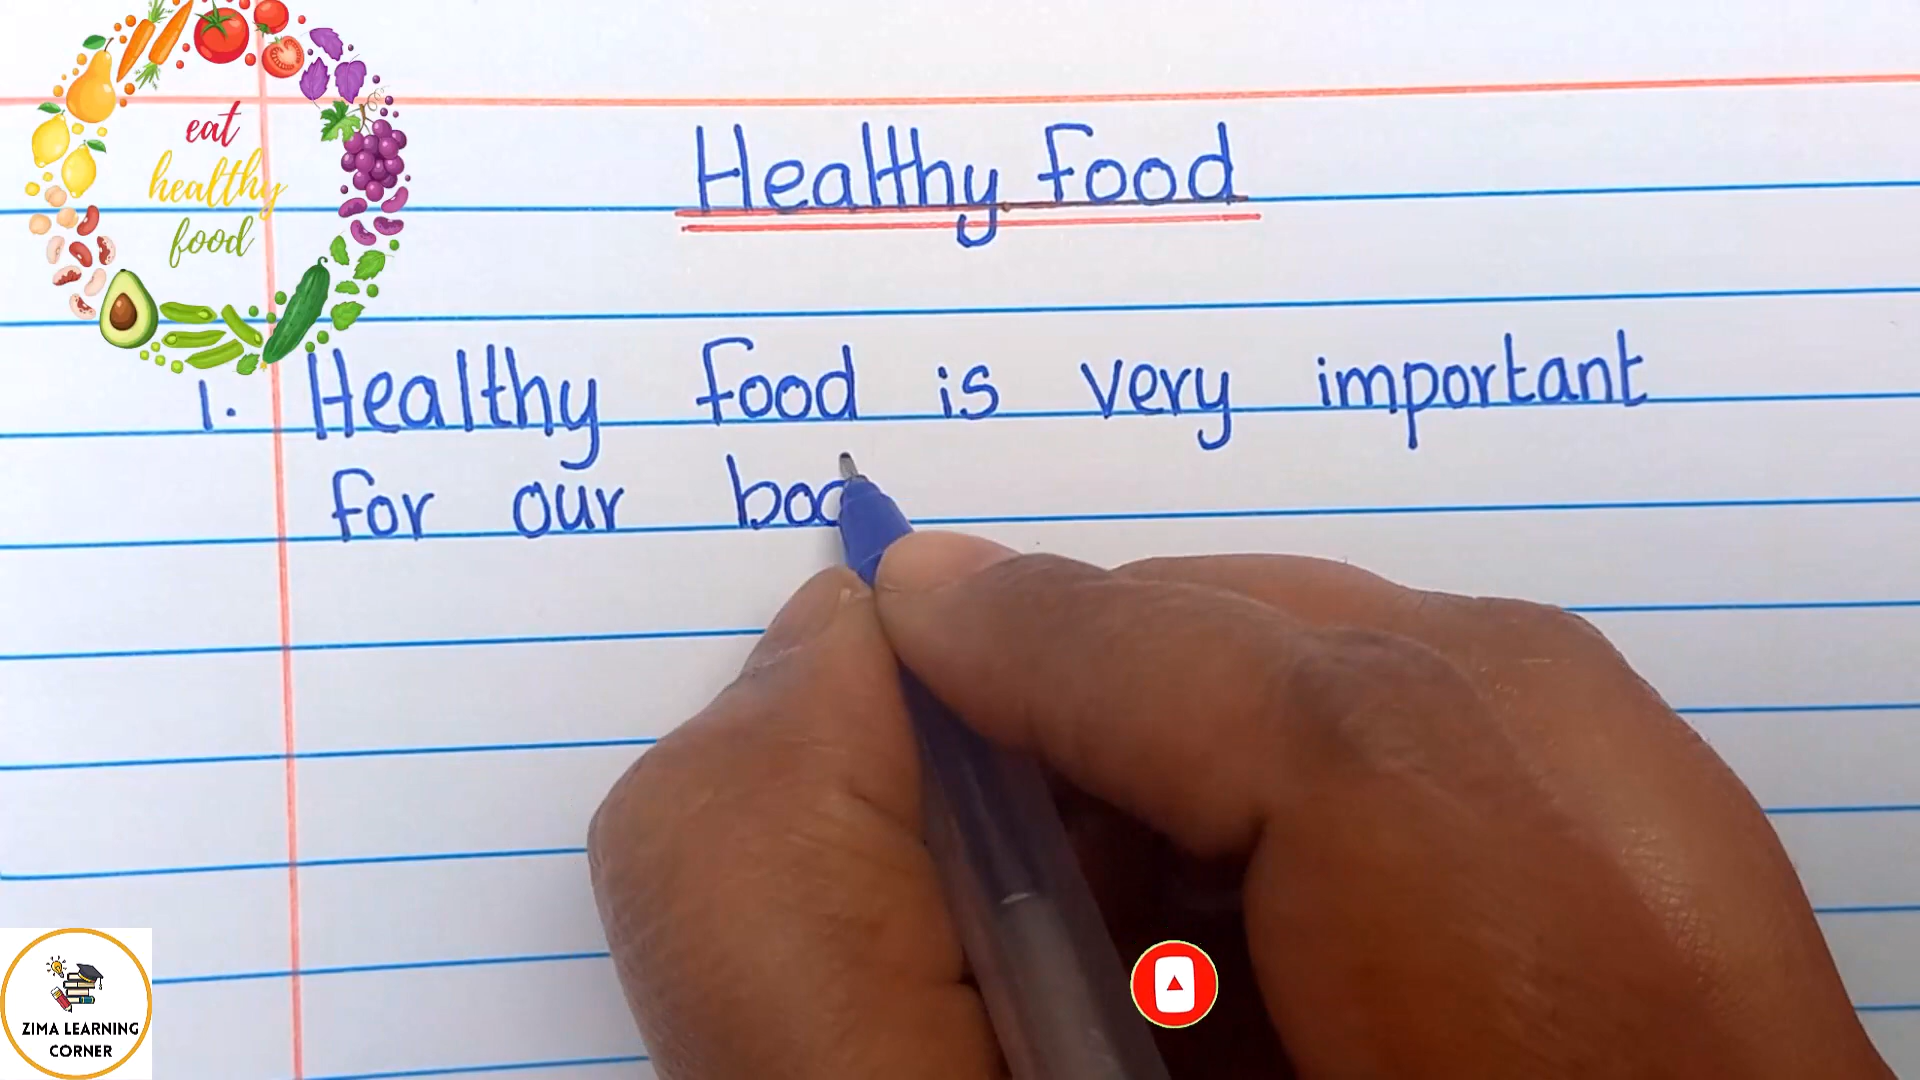 eat
healthy
food
Healthy Food
1. Healthy food is very important
for our
ZIMA LEARNING
CORNER